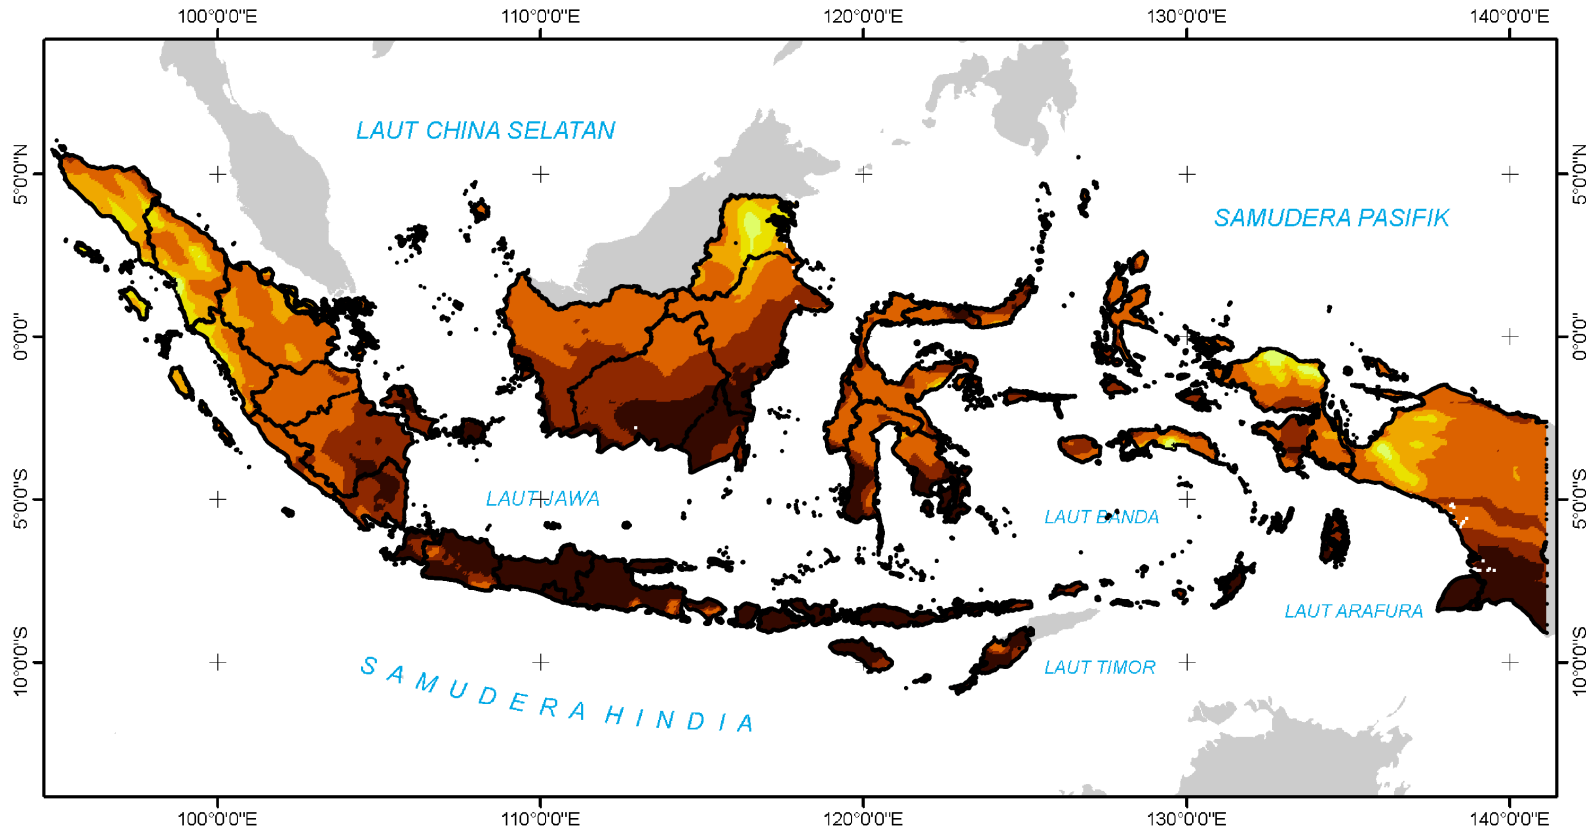 100°0'0"E 110°0'0"E 120°0'0"E 130°0'0"E 140°0'0"E
LAUT CHINA SELATAN
5°0'0"N 5°0'0"N
SAMUDERA PASIFIK
0°0'0" 0°0'0"
5°0'0"S LAUT JAWA 5°0'0"S
LAUT BANDA
LAUT ARAFURA
10°0'0"S LAUT TIMOR 10°0'0"S
SAMUDERA HINDIA
100°0'0"E 110°0'0"E 120°0'0"E 130°0'0"E 140°0'0"E